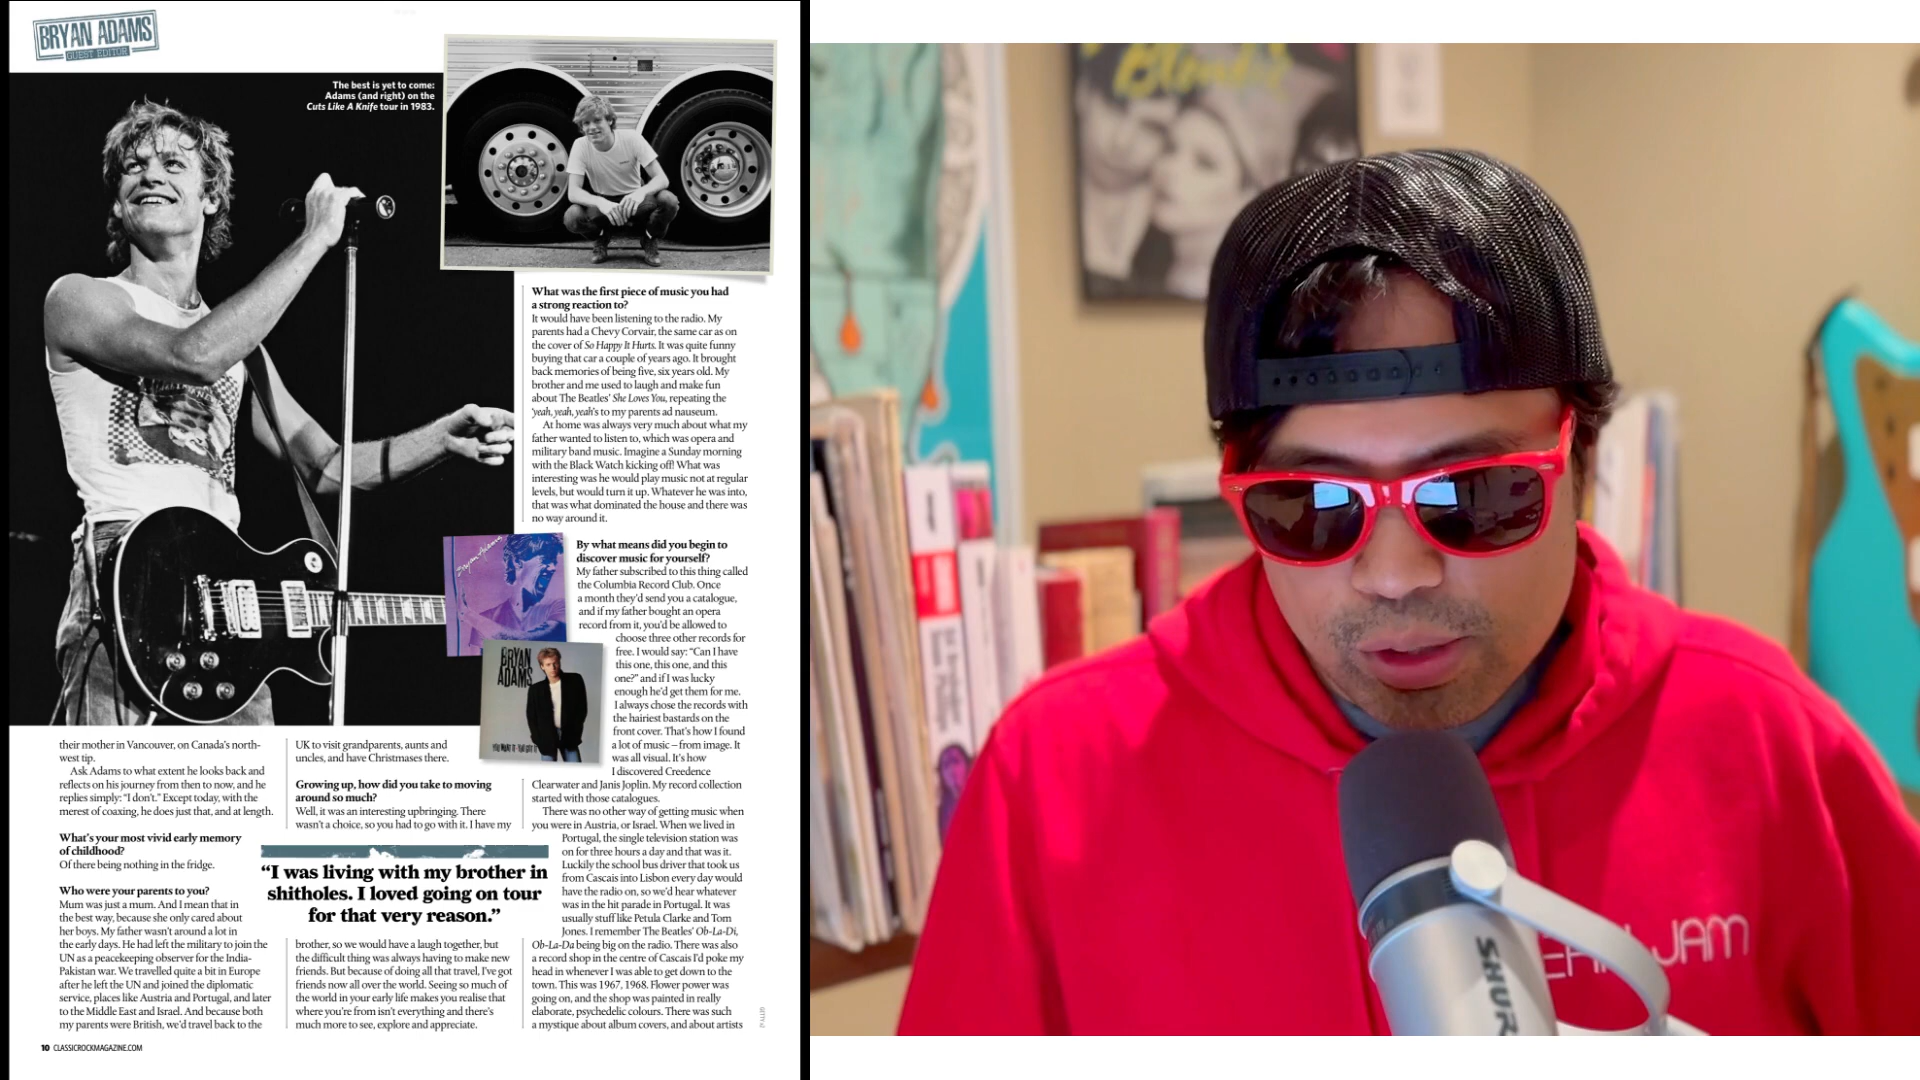 BRYAN ADAMS
GUEST EDITOR
The best is yet to come:
Adams (and right) on the
Cuts Like A Knife tour in 1983.
their mother in Vancouver, on Canada's north-
west tip.
Ask Adams to what extent he looks back and
reflects on his journey from then to now, and he
replies simply: “I don't.” Except today, with the
merest of coaxing, he does just that, and at length.
What's your most vivid early memory
of childhood?
Of there being nothing in the fridge.
Who were your parents to you?
Mum was just a mum. And I mean that in
the best way, because she only cared about
her boys. My father wasn't around a lot in
the early days. He had left the military to join the
UN as a peacekeeping observer for the India-
Pakistan war. We travelled quite a bit in Europe
after he left the UN and joined the diplomatic
service, places like Austria and Portugal, and later
to the Middle East and Israel. And because both
my parents were British, we'd travel back to the
UK to visit grandparents, aunts and
uncles, and have Christmases there.
Growing up, how did you take to moving
around so much?
Well, it was an interesting upbringing. There
wasn't a choice, so you had to go with it. I have my
“I was living with my brother in
shitholes. I loved going on tour
for that very reason.”
brother, so we would have a laugh together, but
the difficult thing was always having to make new
friends. But because of doing all that travel, I've got
friends now all over the world. Seeing so much of
the world in your early life makes you realise that
where you're from isn't everything and there's
much more to see, explore and appreciate.
What was the first piece of music you had
a strong reaction to?
It would have been listening to the radio. My
parents had a Chevy Corvair, the same car as on
the cover of So Happy It Hurts. It was quite funny
buying that car a couple of years ago. It brought
back memories of being five, six years old. My
brother and me used to laugh and make fun
about The Beatles' She Loves You, repeating the
'yeah, yeah, yeah's to my parents ad nauseum.
At home was always very much about what my
father wanted to listen to, which was opera and
military band music. Imagine a Sunday morning
with the Black Watch kicking off! What was
interesting was he would play music not at regular
levels, but would turn it up. Whatever he was into,
that was what dominated the house and there was
no way around it.
By what means did you begin to
discover music for yourself?
My father subscribed to this thing called
the Columbia Record Club. Once
a month they'd send you a catalogue,
and if my father bought an opera
record from it, you'd be allowed to
choose three other records for
free. I would say: “Can I have
this one, this one, and this
one?” and if I was lucky
enough he'd get them for me.
I always chose the records with
the hairiest bastards on the
front cover. That's how I found
a lot of music – from image. It
was all visual. It's how
I discovered Creedence
Clearwater and Janis Joplin. My record collection
started with those catalogues.
There was no other way of getting music when
you were in Austria, or Israel. When we lived in
Portugal, the single television station was
on for three hours a day and that was it.
Luckily the school bus driver that took us
from Cascais into Lisbon every day would
have the radio on, so we'd hear whatever
was in the hit parade in Portugal. It was
usually stuff like Petula Clarke and Tom
Jones. I remember The Beatles' Ob-La-Di,
Ob-La-Da being big on the radio. There was also
a record shop in the centre of Cascais I'd poke my
head in whenever I was able to get down to the
town. This was 1967, 1968. Flower power was
going on, and the shop was painted in really
elaborate, psychedelic colours. There was such
a mystique about album covers, and about artists
BRYAN
ADAMS
10 CLASSICROCKMAGAZINE.COM
Blondie
JAM
SHUR